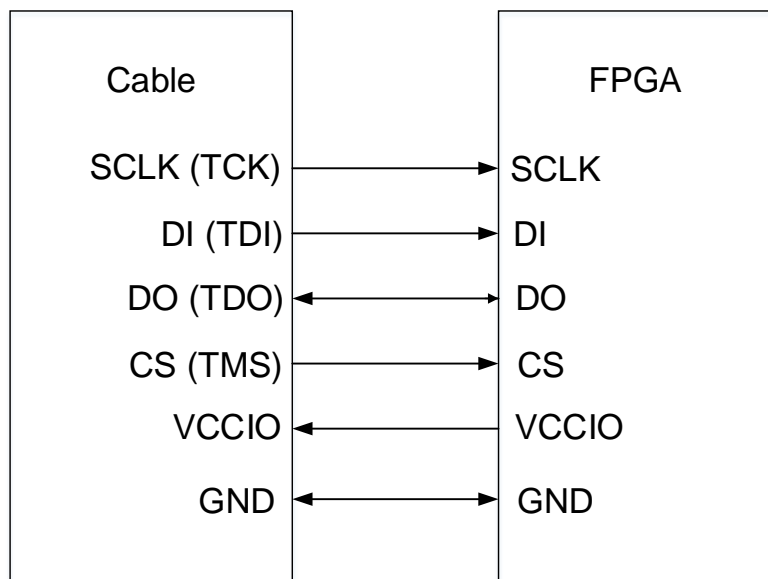 Cable FPGA
SCLK (TCK) SCLK
DI (TDI) DI
DO (TDO) DO
CS (TMS) CS
VCCIO VCCIO
GND GND